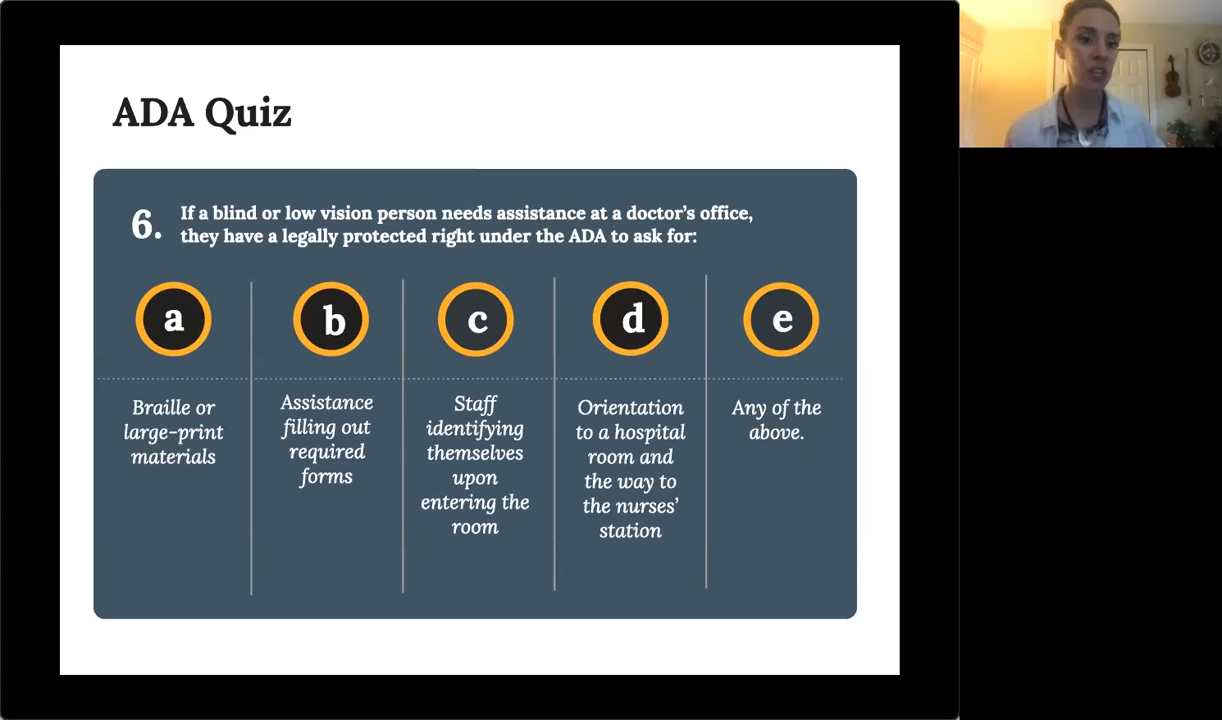 ADA Quiz
6.
If a blind or low vision person needs assistance at a doctor's office,
they have a legally protected right under the ADA to ask for:
a
Braille or
large-print
materials
b
Assistance
filling out
required
forms
c
Staff
identifying
themselves
upon
entering the
room
d
Orientation
to a hospital
room and
the way to
the nurses'
station
e
Any of the
above.